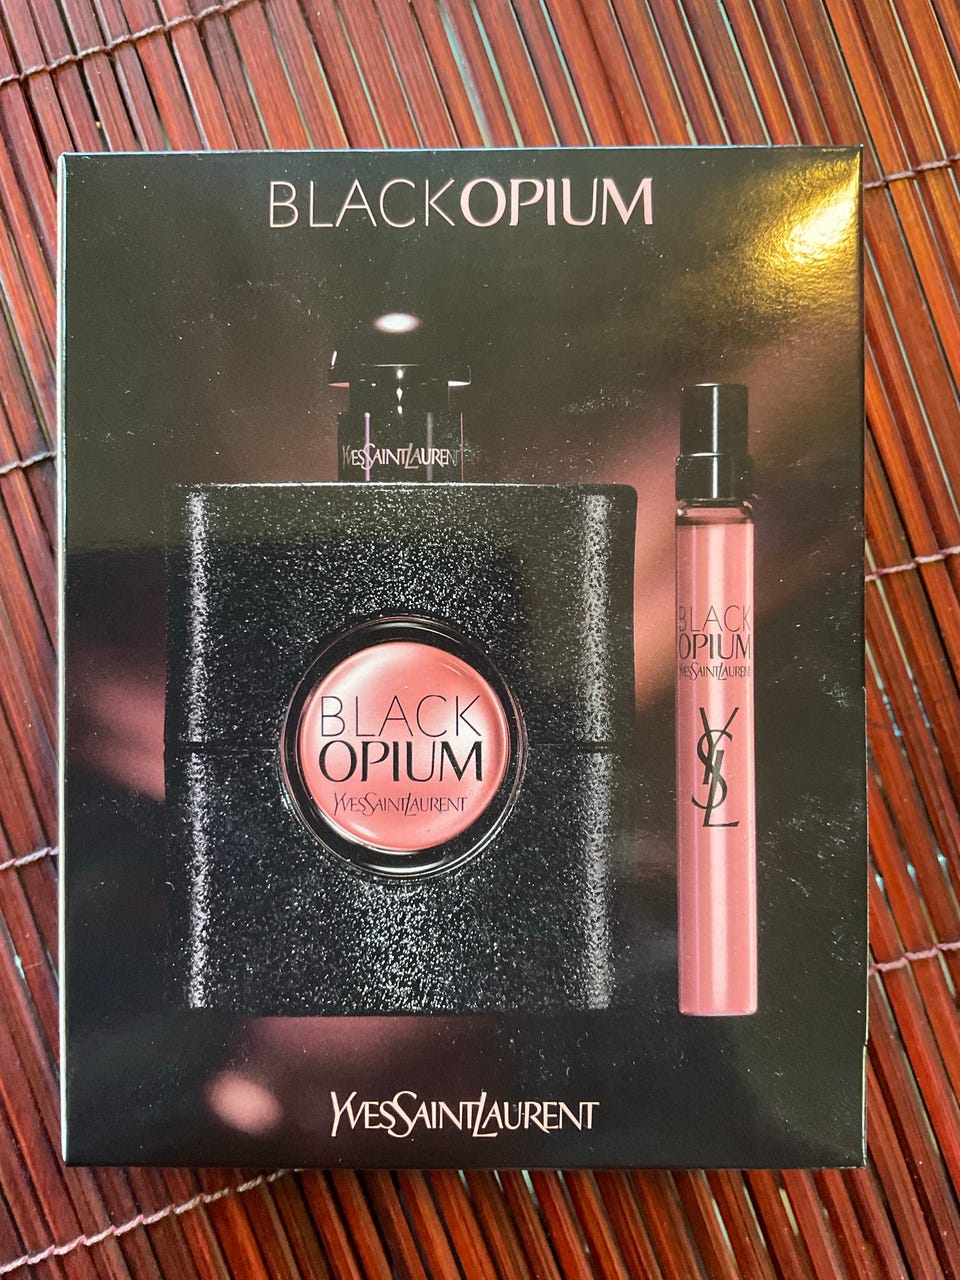 BLACKOPIUM
YVESSAINTLAURENT
BLACK
OPIUM
YVESSAINTLAURENT
BLACK
OPIUM
YVESSAINTLAURENT
YSL
YVESSAINTLAURENT